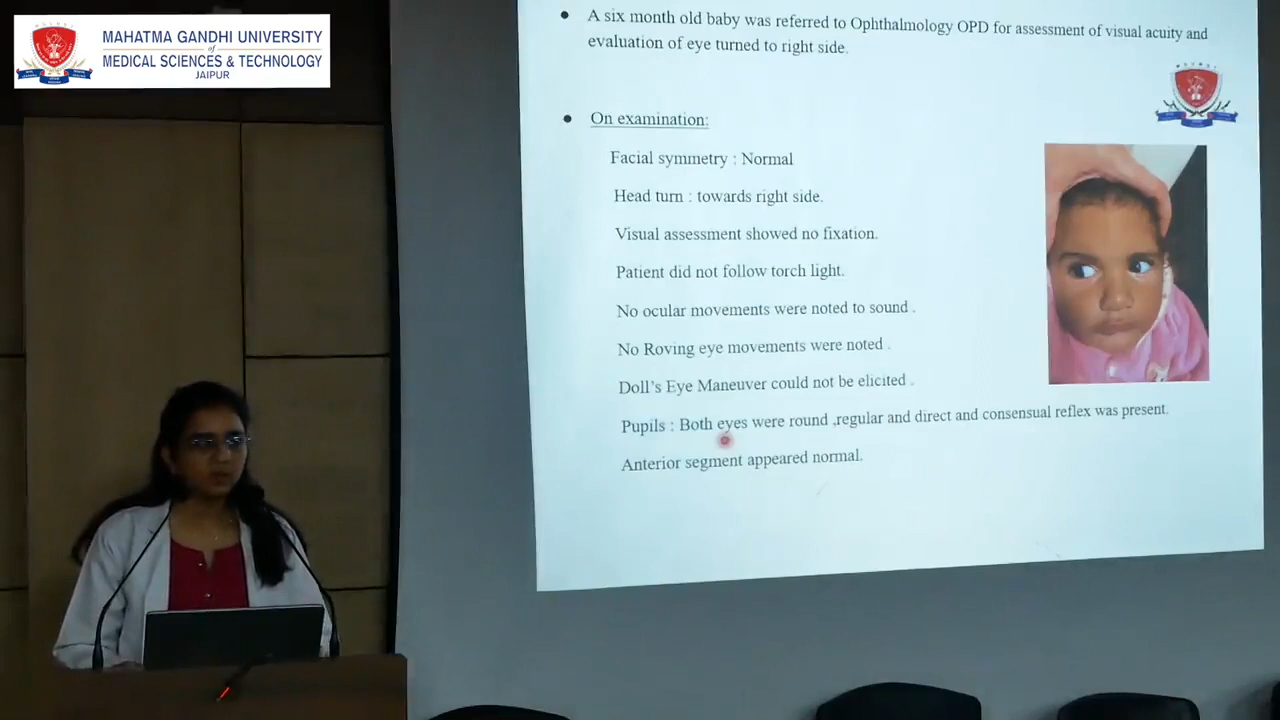 MAHATMA GANDHI UNIVERSITY
of
MEDICAL SCIENCES & TECHNOLOGY
JAIPUR
● A six month old baby was referred to Ophthalmology OPD for assessment of visual acuity and
evaluation of eye turned to right side.
● On examination:
Facial symmetry : Normal
Head turn : towards right side.
Visual assessment showed no fixation.
Patient did not follow torch light.
No ocular movements were noted to sound .
No Roving eye movements were noted .
Doll's Eye Maneuver could not be elicited .
Pupils : Both eyes were round ,regular and direct and consensual reflex was present.
Anterior segment appeared normal.